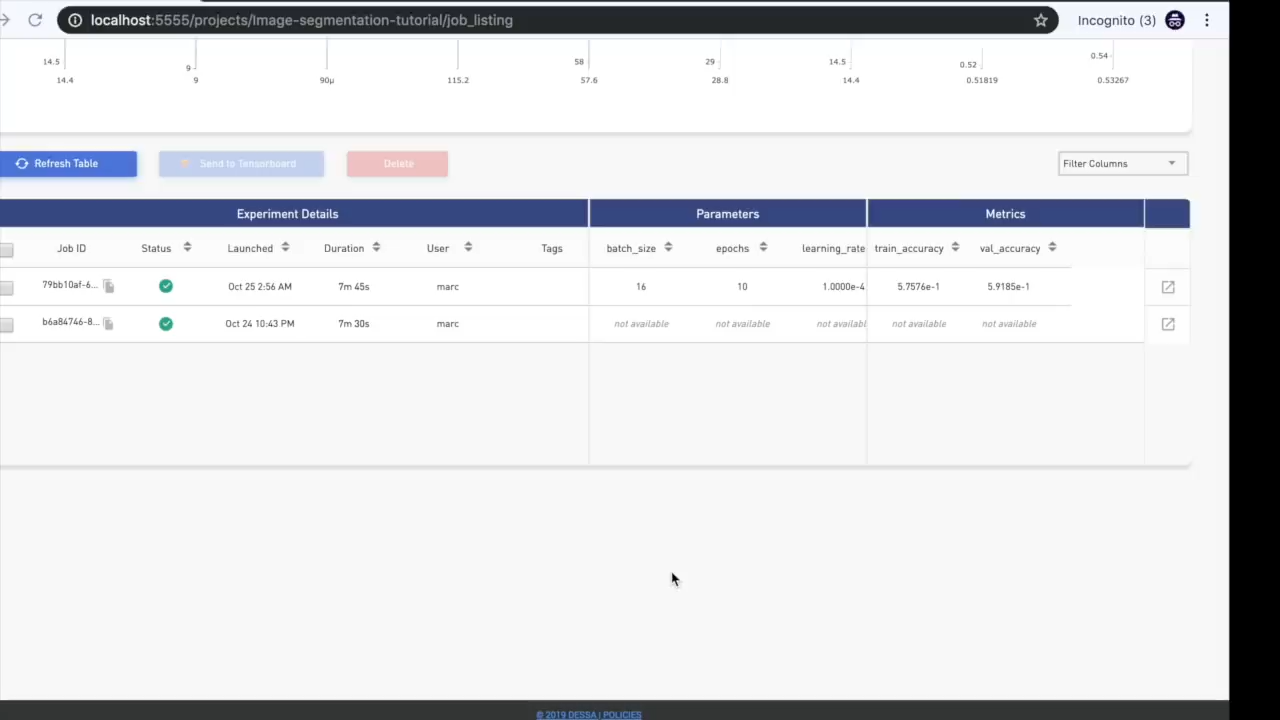 localhost:5555/projects/Image-segmentation-tutorial/job_listing Incognito (3)
14.5 9 58 29 14.5 0.52 0.54
14.4 9 90μ 115.2 57.6 28.8 14.4 0.51819 0.53267
Refresh Table Send to Tensorboard Delete Filter Columns
Experiment Details Parameters Metrics
Job ID Status Launched Duration User Tags batch_size epochs learning_rate train_accuracy val_accuracy
79bb10af-6... Oct 25 2:56 AM 7m 45s marc 16 10 1.0000e-4 5.7576e-1 5.9185e-1
b6a84746-8... Oct 24 10:43 PM 7m 30s marc not available not available not availabl not available not available
© 2019 DESSA | POLICIES